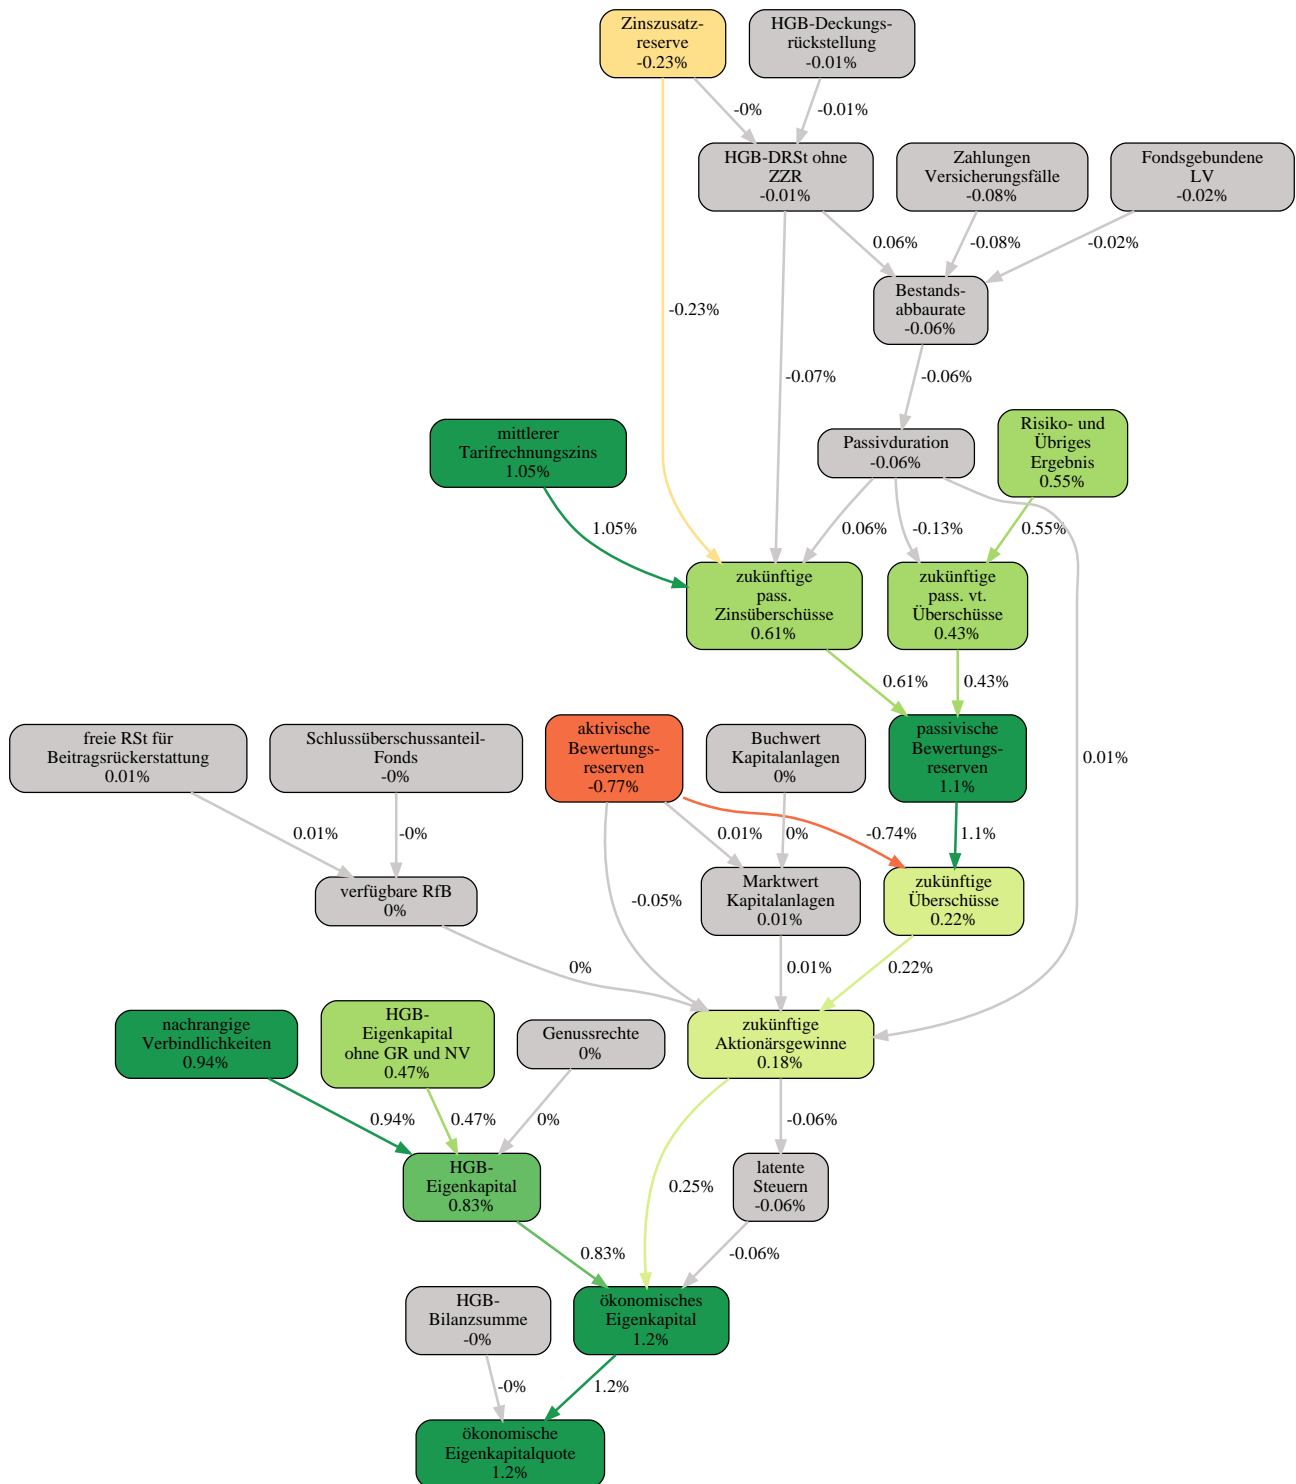 Zinszusatz-
reserve
-0.23%
HGB-Deckungs-
rückstellung
-0.01%
-0%
-0.01%
HGB-DRSt ohne
ZZR
-0.01%
Zahlungen
Versicherungsfälle
-0.08%
Fondsgebundene
LV
-0.02%
0.06%
-0.08%
-0.02%
Bestands-
abbaurate
-0.06%
-0.23%
-0.07%
-0.06%
mittlerer
Tarifrechnungszins
1.05%
Passivduration
-0.06%
Risiko- und
Übriges
Ergebnis
0.55%
1.05%
0.06%
-0.13%
0.55%
zukünftige
pass.
Zinsüberschüsse
0.61%
zukünftige
pass. vt.
Überschüsse
0.43%
0.61%
0.43%
freie RSt für
Beitragsrückerstattung
0.01%
Schlussüberschussanteil-
Fonds
-0%
aktivische
Bewertungs-
reserven
-0.77%
Buchwert
Kapitalanlagen
0%
passivische
Bewertungs-
reserven
1.1%
0.01%
0.01%
-0%
0.01%
0%
-0.74%
1.1%
verfügbare RfB
0%
-0.05%
Marktwert
Kapitalanlagen
0.01%
zukünftige
Überschüsse
0.22%
0%
0.01%
0.22%
nachrangige
Verbindlichkeiten
0.94%
HGB-
Eigenkapital
ohne GR und NV
0.47%
Genussrechte
0%
zukünftige
Aktionärsgewinne
0.18%
0.94%
0.47%
0%
-0.06%
HGB-
Eigenkapital
0.83%
0.25%
latente
Steuern
-0.06%
0.83%
-0.06%
HGB-
Bilanzsumme
-0%
ökonomisches
Eigenkapital
1.2%
-0%
1.2%
ökonomische
Eigenkapitalquote
1.2%